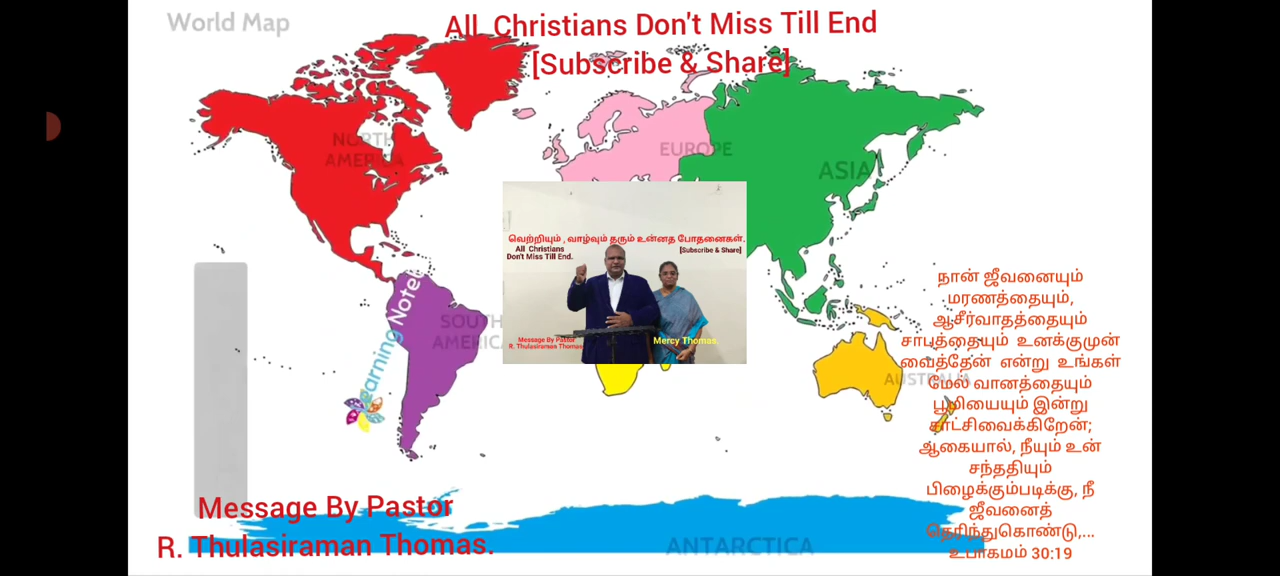 World Map
All Christians Don't Miss Till End
[Subscribe & Share]
NORTH
AMERICA
EUROPE
ASIA
வெற்றியும் , வாழ்வும் தரும் உன்னத போதனைகள்.
All Christians
Don't Miss Till End.
[Subscribe & Share]
Message By Pastor
R. Thulasiraman Thomas
Mercy Thomas.
SOUTH
AMERICA
Learning Note
AUSTRALIA
நான் ஜீவனையும்
மரணத்தையும்,
ஆசீர்வாதத்தையும்
சாபத்தையும் உனக்குமுன்
வைத்தேன் என்று உங்கள்
மேல் வானத்தையும்
பூமியையும் இன்று
சாட்சிவைக்கிறேன்;
ஆகையால், நீயும் உன்
சந்ததியும்
பிழைக்கும்படிக்கு, நீ
ஜீவனைத்
தெரிந்துகொண்டு,...
உபாகமம் 30:19
Message By Pastor
R. Thulasiraman Thomas.
ANTARCTICA